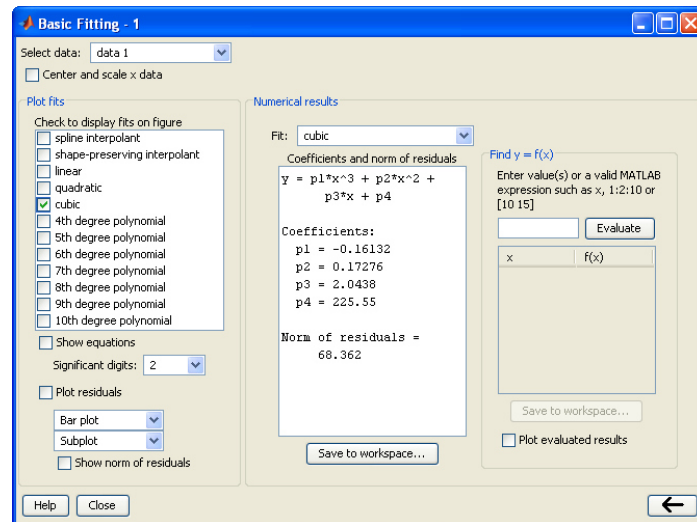 Basic Fitting - 1
Select data: data 1
Center and scale x data
Plot fits
Check to display fits on figure
spline interpolant
shape-preserving interpolant
linear
quadratic
cubic
4th degree polynomial
5th degree polynomial
6th degree polynomial
7th degree polynomial
8th degree polynomial
9th degree polynomial
10th degree polynomial
Show equations
Significant digits: 2
Plot residuals
Bar plot
Subplot
Show norm of residuals
Numerical results
Fit: cubic
Coefficients and norm of residuals
y = p1*x^3 + p2*x^2 +
p3*x + p4
Coefficients:
p1 = -0.16132
p2 = 0.17276
p3 = 2.0438
p4 = 225.55
Norm of residuals =
68.362
Save to workspace...
Find y = f(x)
Enter value(s) or a valid MATLAB
expression such as x, 1:2:10 or
[10 15]
Evaluate
x f(x)
Save to workspace...
Plot evaluated results
Help Close